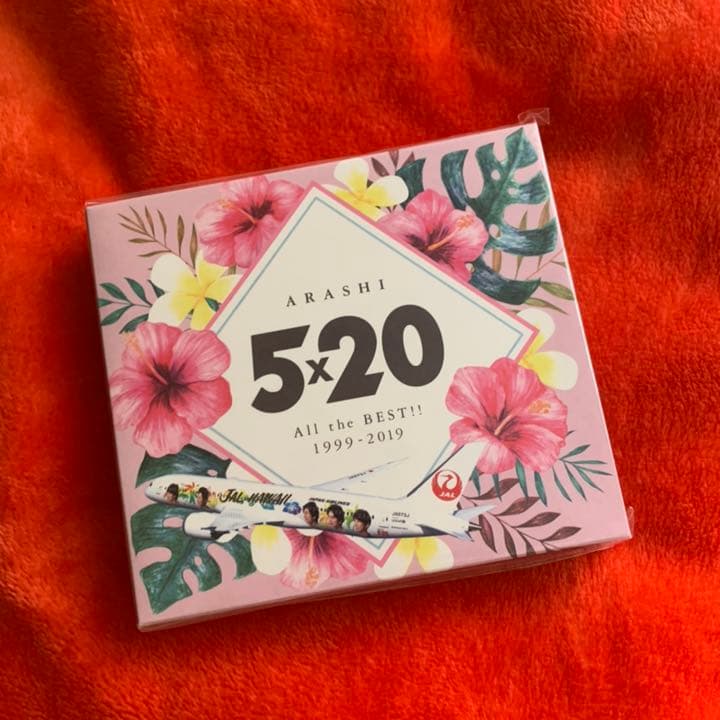 ARASHI
5x20
All the BEST!!
1999-2019
JAL HAWAII
JAPAN AIRLINES
JAL